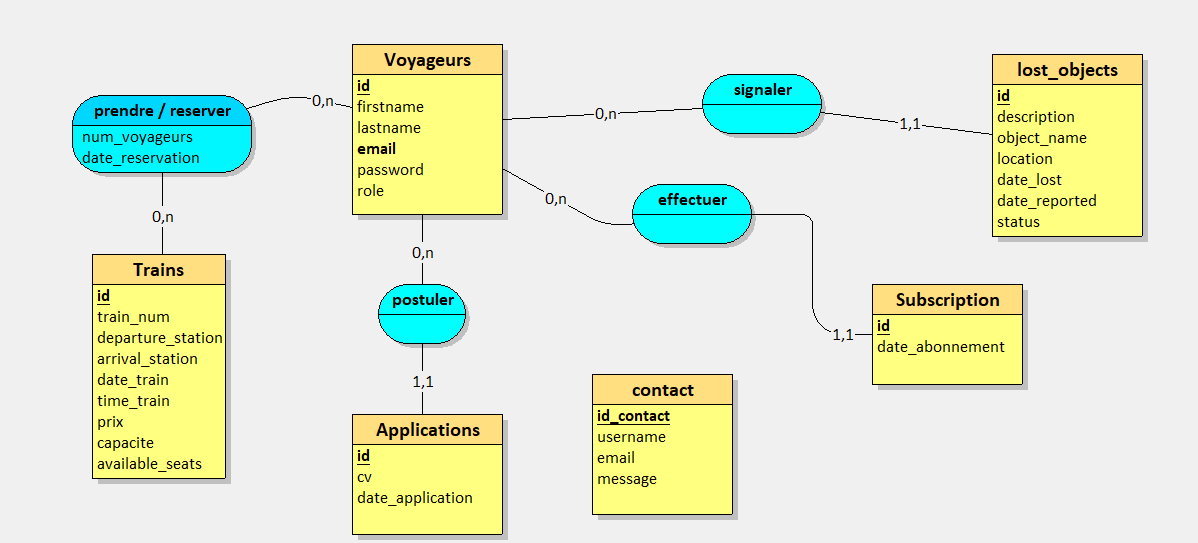 Voyageurs
id
firstname
lastname
email
password
role
prendre / reserver
num_voyageurs
date_reservation
0,n
0,n
Trains
id
train_num
departure_station
arrival_station
date_train
time_train
prix
capacite
available_seats
0,n
signaler
1,1
lost_objects
id
description
object_name
location
date_lost
date_reported
status
0,n
effectuer
1,1
Subscription
id
date_abonnement
0,n
postuler
1,1
Applications
id
cv
date_application
contact
id_contact
username
email
message